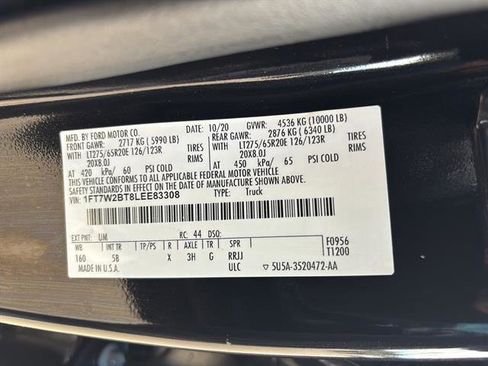 MFD. BY FORD MOTOR CO. DATE: 10/20 GVWR: 4536 KG (10000 LB)
FRONT GAWR: 2717 KG (5990 LB) REAR GAWR: 2876 KG (6340 LB)
WITH LT275/65R20E 126/123R TIRES WITH LT275/65R20E 126/123R TIRES
20X8.0J RIMS 20X8.0J RIMS
AT 420 kPa/ 60 PSI COLD AT 450 kPa/ 65 PSI COLD
THIS VEHICLE CONFORMS TO ALL APPLICABLE FEDERAL MOTOR VEHICLE
SAFETY STANDARDS IN EFFECT ON THE DATE OF MANUFACTURE SHOWN ABOVE.
VIN: 1FT7W2BT8LEE83308 TYPE: Truck
EXT PNT: UM RC: 44 DSO: F0956
WB INT TR TP/PS R AXLE TR SPR T1200
160 5B X 3H G RRJJ
MADE IN U.S.A. ULC 5U5A-3520472-AA